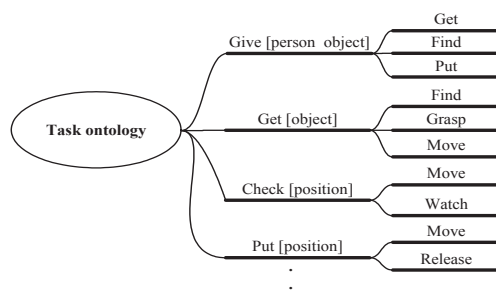 Task ontology
Give [person object]
Get
Find
Put
Get [object]
Find
Grasp
Move
Check [position]
Move
Watch
Put [position]
Move
Release